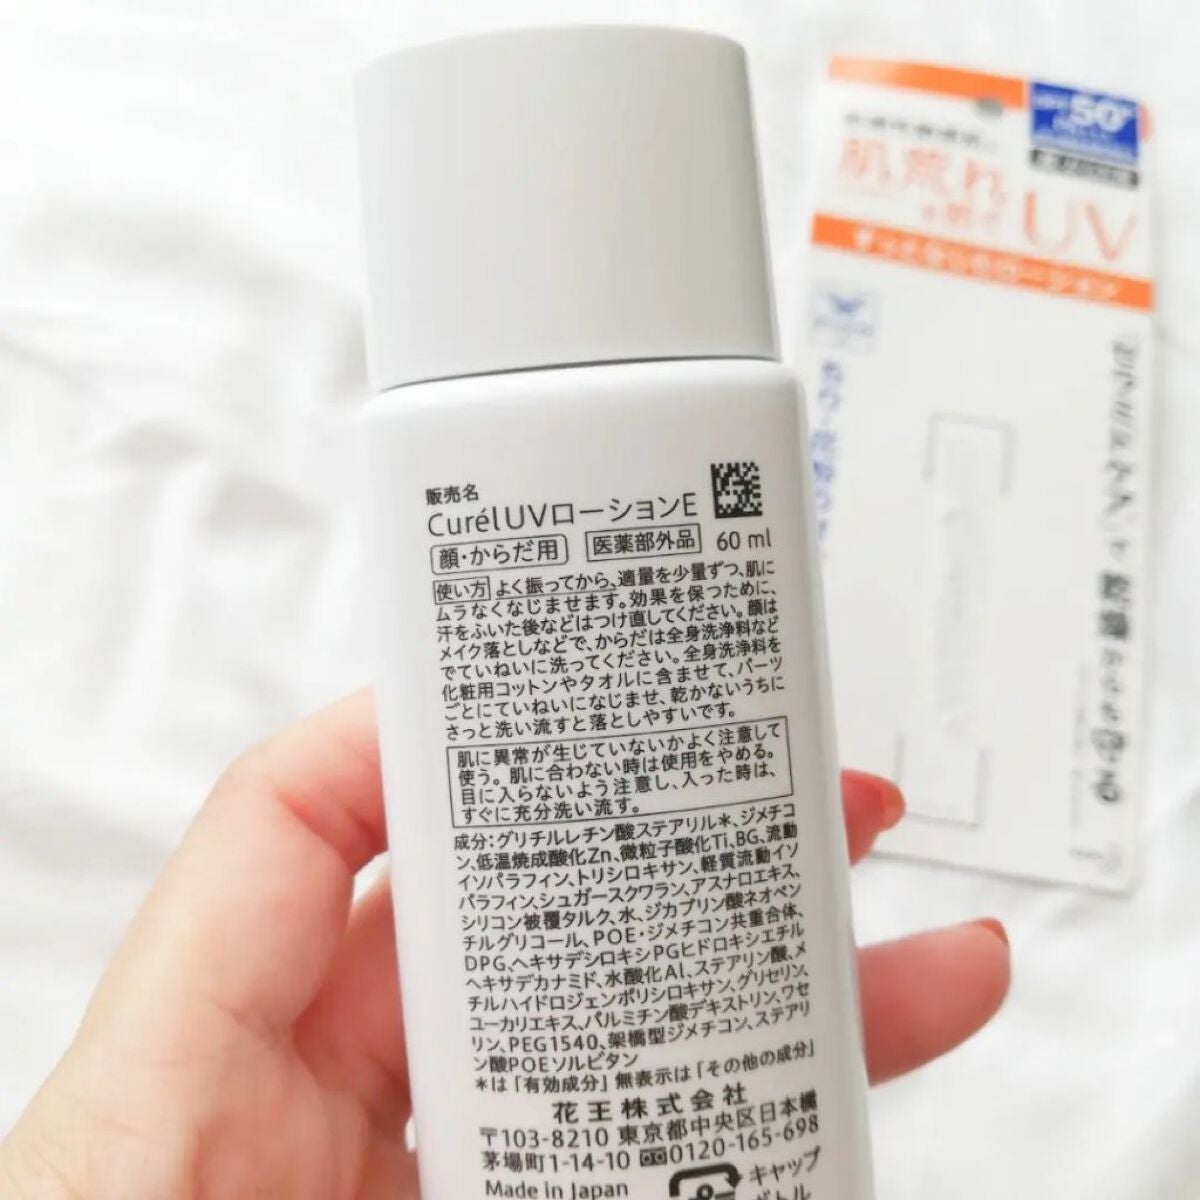 販売名
CurélUVローションE
顔・からだ用 医薬部外品 60 ml
使い方 よく振ってから、適量を少量ずつ、肌に
ムラなくなじませます。効果を保つために、
汗をふいた後などはつけ直してください。顔は
メイク落としなどで、からだは全身洗浄料など
でていねいに洗ってください。全身洗浄料を
化粧用コットンやタオルに含ませて、パーツ
ごとにていねいになじませ、乾かないうちに
さっと洗い流すと落としやすいです。
肌に異常が生じていないかよく注意して
使う。肌に合わない時は使用をやめる。
目に入らないよう注意し、入った時は、
すぐに充分洗い流す。
成分：グリチルレチン酸ステアリル*、ジメチコ
ン、低温焼成酸化Zn、微粒子酸化Ti、BG、流動
イソパラフィン、トリシロキサン、軽質流動イソ
パラフィン、シュガースクワラン、アスナロエキス、
シリコン被覆タルク、水、ジカプリン酸ネオペン
チルグリコール、POE・ジメチコン共重合体、
DPG、ヘキサデシロキシPGヒドロキシエチル
ヘキサデカナミド、水酸化Al、ステアリン酸、メ
チルハイドロジェンポリシロキサン、グリセリン、
ユーカリエキス、パルミチン酸デキストリン、ワセ
リン、PEG1540、架橋型ジメチコン、ステアリ
ン酸POEソルビタン
*は「有効成分」無表示は「その他の成分」
花王株式会社
〒103-8210 東京都中央区日本橋
茅場町1-14-10 0120-165-698
Made in Japan
キャップ
ボトル
50+
肌荒れ
を防ぐ UV
すっとなじむローション